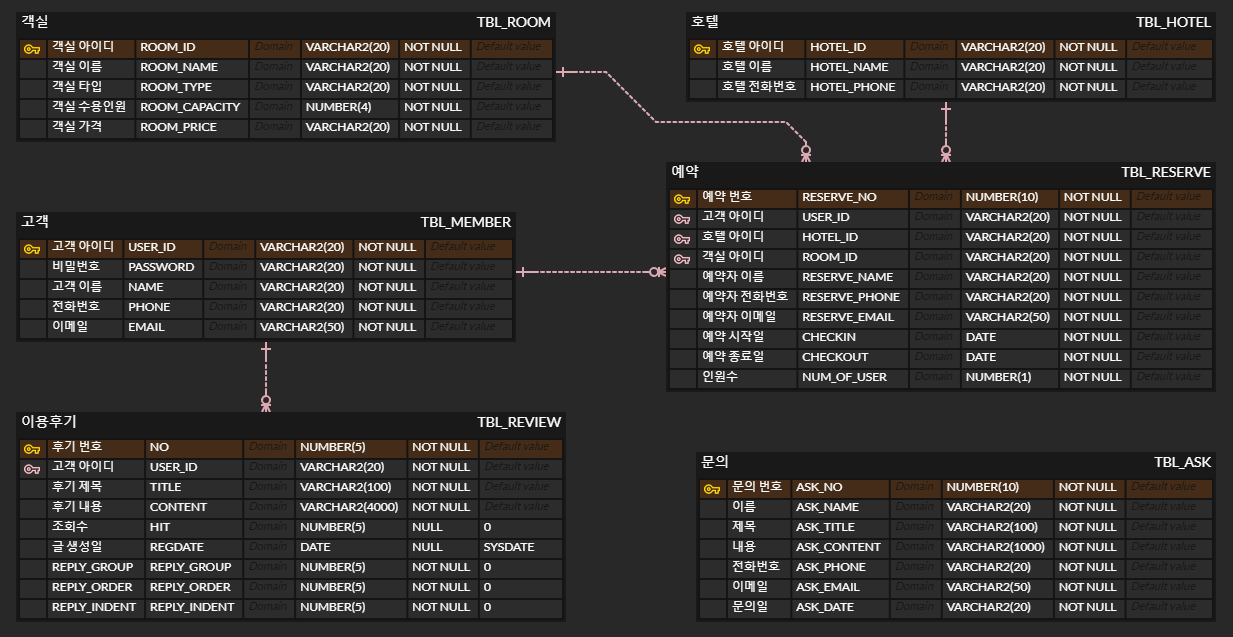 객실 TBL_ROOM
객실 아이디 ROOM_ID Domain VARCHAR2(20) NOT NULL Default value
객실 이름 ROOM_NAME Domain VARCHAR2(20) NOT NULL Default value
객실 타입 ROOM_TYPE Domain VARCHAR2(20) NOT NULL Default value
객실 수용인원 ROOM_CAPACITY Domain NUMBER(4) NOT NULL Default value
객실 가격 ROOM_PRICE Domain VARCHAR2(20) NOT NULL Default value
호텔 TBL_HOTEL
호텔 아이디 HOTEL_ID Domain VARCHAR2(20) NOT NULL Default value
호텔 이름 HOTEL_NAME Domain VARCHAR2(20) NOT NULL Default value
호텔 전화번호 HOTEL_PHONE Domain VARCHAR2(20) NOT NULL Default value
예약 TBL_RESERVE
예약 번호 RESERVE_NO Domain NUMBER(10) NOT NULL Default value
고객 아이디 USER_ID Domain VARCHAR2(20) NOT NULL Default value
호텔 아이디 HOTEL_ID Domain VARCHAR2(20) NOT NULL Default value
객실 아이디 ROOM_ID Domain VARCHAR2(20) NOT NULL Default value
예약자 이름 RESERVE_NAME Domain VARCHAR2(20) NOT NULL Default value
예약자 전화번호 RESERVE_PHONE Domain VARCHAR2(20) NOT NULL Default value
예약자 이메일 RESERVE_EMAIL Domain VARCHAR2(50) NOT NULL Default value
예약 시작일 CHECKIN Domain DATE NOT NULL Default value
예약 종료일 CHECKOUT Domain DATE NOT NULL Default value
인원수 NUM_OF_USER Domain NUMBER(1) NOT NULL Default value
고객 TBL_MEMBER
고객 아이디 USER_ID Domain VARCHAR2(20) NOT NULL Default value
비밀번호 PASSWORD Domain VARCHAR2(20) NOT NULL Default value
고객 이름 NAME Domain VARCHAR2(20) NOT NULL Default value
전화번호 PHONE Domain VARCHAR2(20) NOT NULL Default value
이메일 EMAIL Domain VARCHAR2(50) NOT NULL Default value
이용후기 TBL_REVIEW
후기 번호 NO Domain NUMBER(5) NOT NULL Default value
고객 아이디 USER_ID Domain VARCHAR2(20) NOT NULL Default value
후기 제목 TITLE Domain VARCHAR2(100) NOT NULL Default value
후기 내용 CONTENT Domain VARCHAR2(4000) NOT NULL Default value
조회수 HIT Domain NUMBER(5) NULL 0
글 생성일 REGDATE Domain DATE NULL SYSDATE
REPLY_GROUP REPLY_GROUP Domain NUMBER(5) NOT NULL 0
REPLY_ORDER REPLY_ORDER Domain NUMBER(5) NOT NULL 0
REPLY_INDENT REPLY_INDENT Domain NUMBER(5) NOT NULL 0
문의 TBL_ASK
문의 번호 ASK_NO Domain NUMBER(10) NOT NULL Default value
이름 ASK_NAME Domain VARCHAR2(20) NOT NULL Default value
제목 ASK_TITLE Domain VARCHAR2(100) NOT NULL Default value
내용 ASK_CONTENT Domain VARCHAR2(1000) NOT NULL Default value
전화번호 ASK_PHONE Domain VARCHAR2(20) NOT NULL Default value
이메일 ASK_EMAIL Domain VARCHAR2(50) NOT NULL Default value
문의일 ASK_DATE Domain VARCHAR2(20) NOT NULL Default value